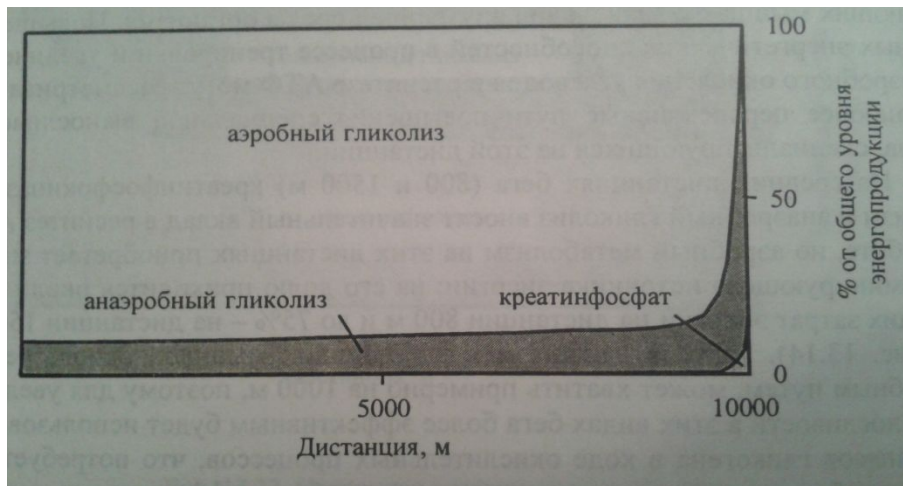 100
аэробный гликолиз
50
% от общего уровня
энергопродукции
анаэробный гликолиз
креатинфосфат
0
5000
10000
Дистанция, м